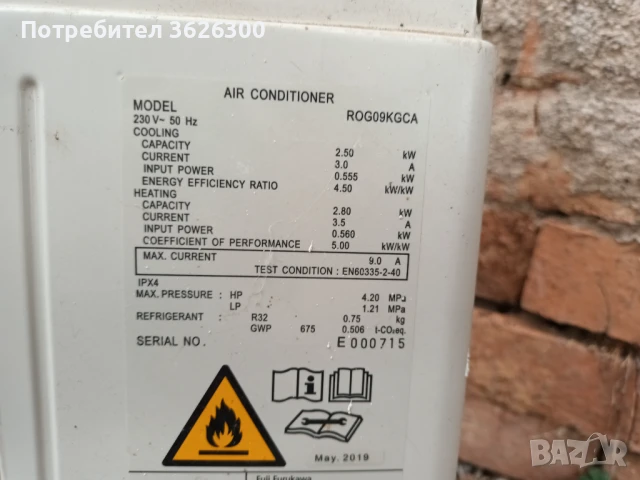 Потребител 3626300
AIR CONDITIONER
MODEL ROG09KGCA
230 V~ 50 Hz
COOLING
CAPACITY 2.50 kW
CURRENT 3.0 A
INPUT POWER 0.555 kW
ENERGY EFFICIENCY RATIO 4.50 kW/kW
HEATING
CAPACITY 2.80 kW
CURRENT 3.5 A
INPUT POWER 0.560 kW
COEFFICIENT OF PERFORMANCE 5.00 kW/kW
MAX. CURRENT 9.0 A
TEST CONDITION : EN60335-2-40
IPX4
MAX. PRESSURE : HP 4.20 MPa
LP 1.21 MPa
REFRIGERANT : R32 0.75 kg
GWP 675 0.506 t-CO₂eq.
SERIAL NO. E000715
May. 2019
Fuji Furukawa
BAZAR